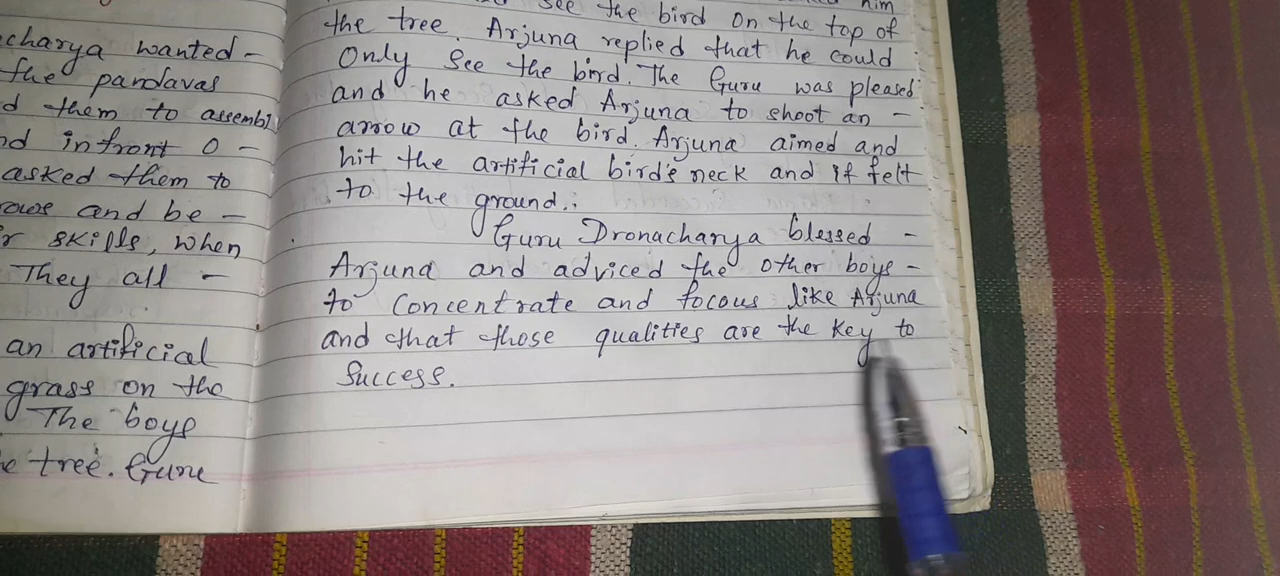 charya wanted -
the pandavas
d them to assembl
nd infront o -
asked them to
rows and be -
r skills, when
They all -
an artificial
grass on the
The boys
e tree. Guru
see the bird on the top of
the tree. Arjuna replied that he could
Only see the bird. The Guru was pleased
and he asked Arjuna to shoot an -
arrow at the bird. Arjuna aimed and
hit the artificial bird's neck and it felt
to the ground.
Guru Dronacharya blessed -
Arjuna and adviced the other boys -
to concentrate and focous like Arjuna
and that those qualities are the key to
Success.